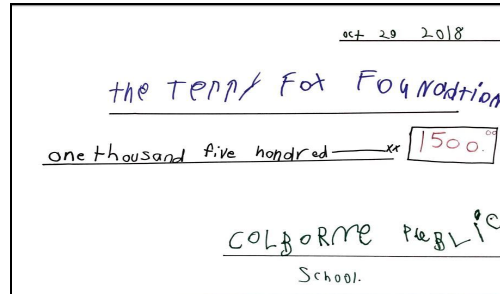 oct 29 2018
the Terry Fox Foundation
one thousand five hondred xx 1500.00
COLBORNE PUBLIC
School.